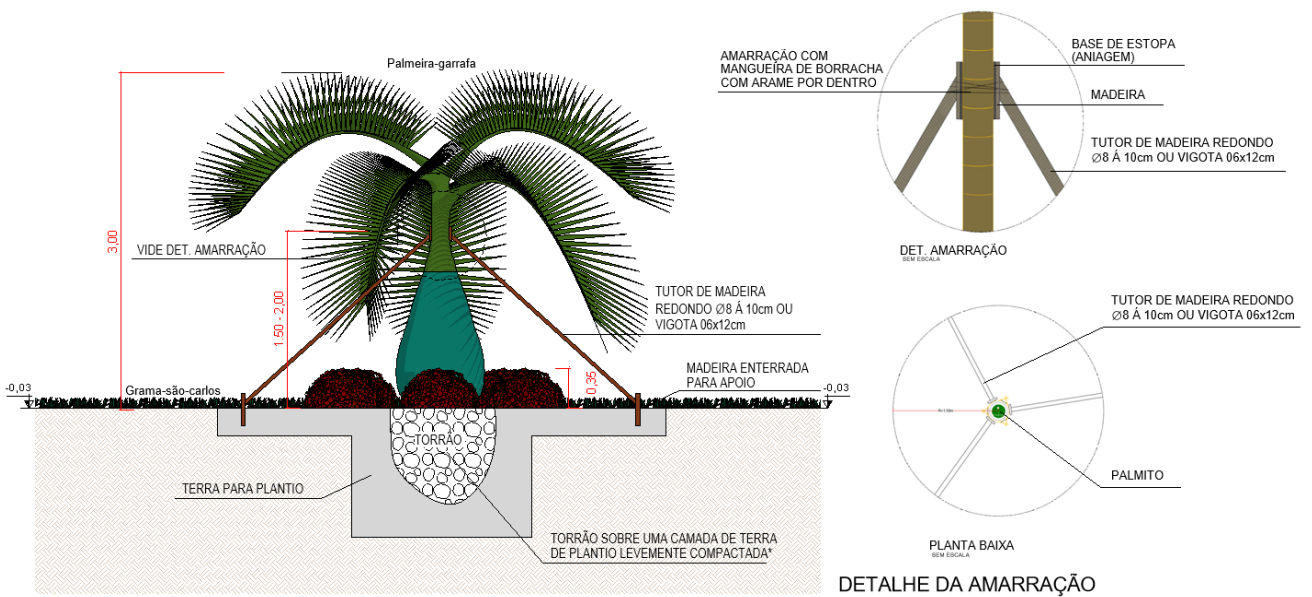 Palmeira-garrafa
3,00
VIDE DET. AMARRAÇÃO
1.50 - 2,00
TUTOR DE MADEIRA
REDONDO Ø8 Á 10cm OU
VIGOTA 06x12cm
MADEIRA ENTERRADA
PARA APOIO
0,35
-0,03
Grama-são-carlos
-0,03
TORRÃO
TERRA PARA PLANTIO
TORRÃO SOBRE UMA CAMADA DE TERRA
DE PLANTIO LEVEMENTE COMPACTADA*
AMARRAÇÃO COM
MANGUEIRA DE BORRACHA
COM ARAME POR DENTRO
BASE DE ESTOPA
(ANIAGEM)
MADEIRA
TUTOR DE MADEIRA REDONDO
Ø8 Á 10cm OU VIGOTA 06x12cm
DET. AMARRAÇÃO
SEM ESCALA
TUTOR DE MADEIRA REDONDO
Ø8 Á 10cm OU VIGOTA 06x12cm
PALMITO
PLANTA BAIXA
SEM ESCALA
DETALHE DA AMARRAÇÃO